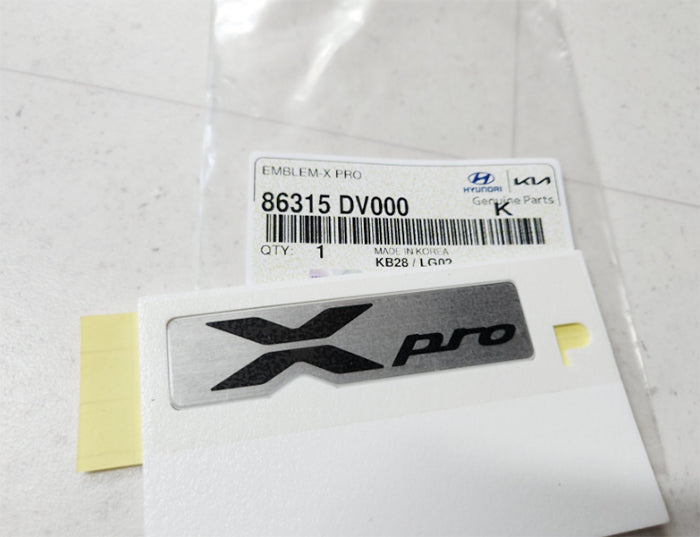 EMBLEM-X PRO
HYUNDAI KIA
86315 DV000
Genuine Parts
K
QTY: 1
MADE IN KOREA
KB28 / LG02
X pro